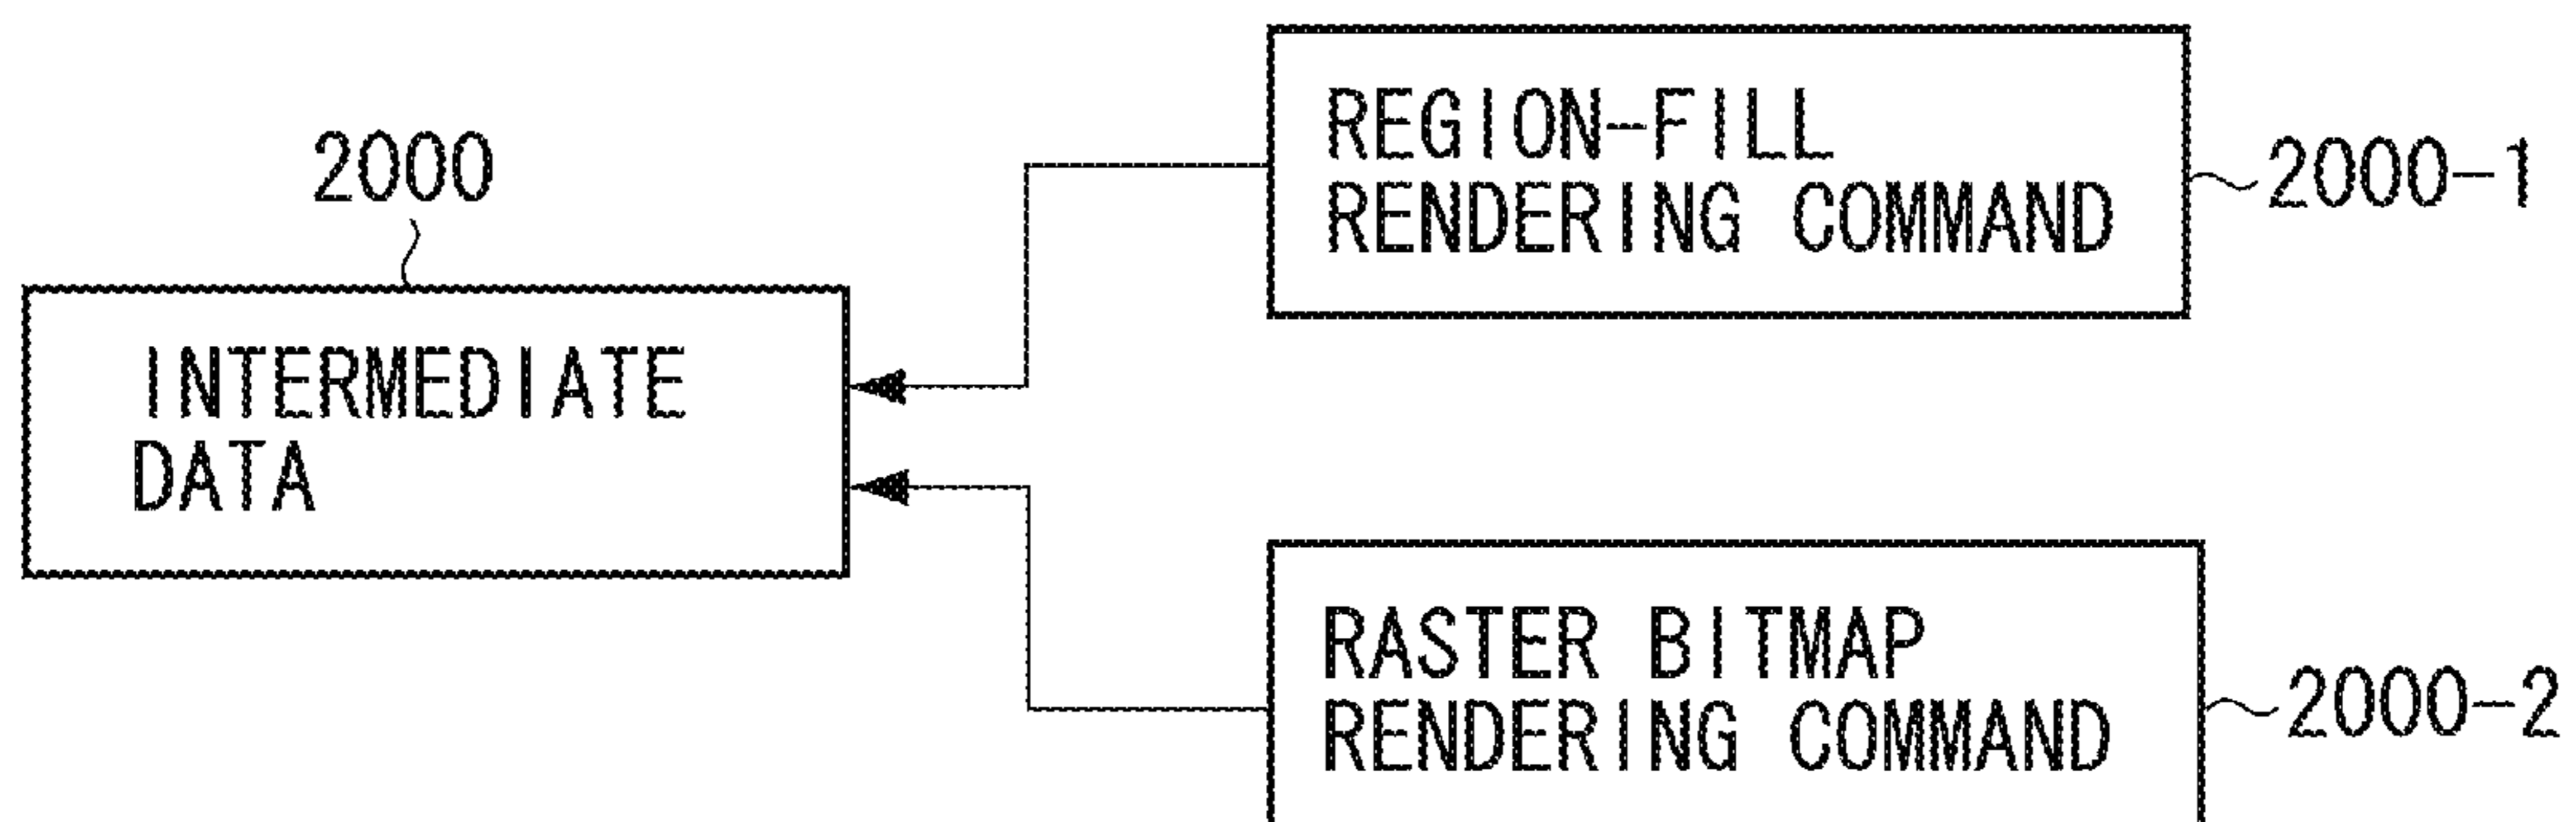 2000
INTERMEDIATE
DATA
REGION-FILL
RENDERING COMMAND
2000-1
RASTER BITMAP
RENDERING COMMAND
2000-2